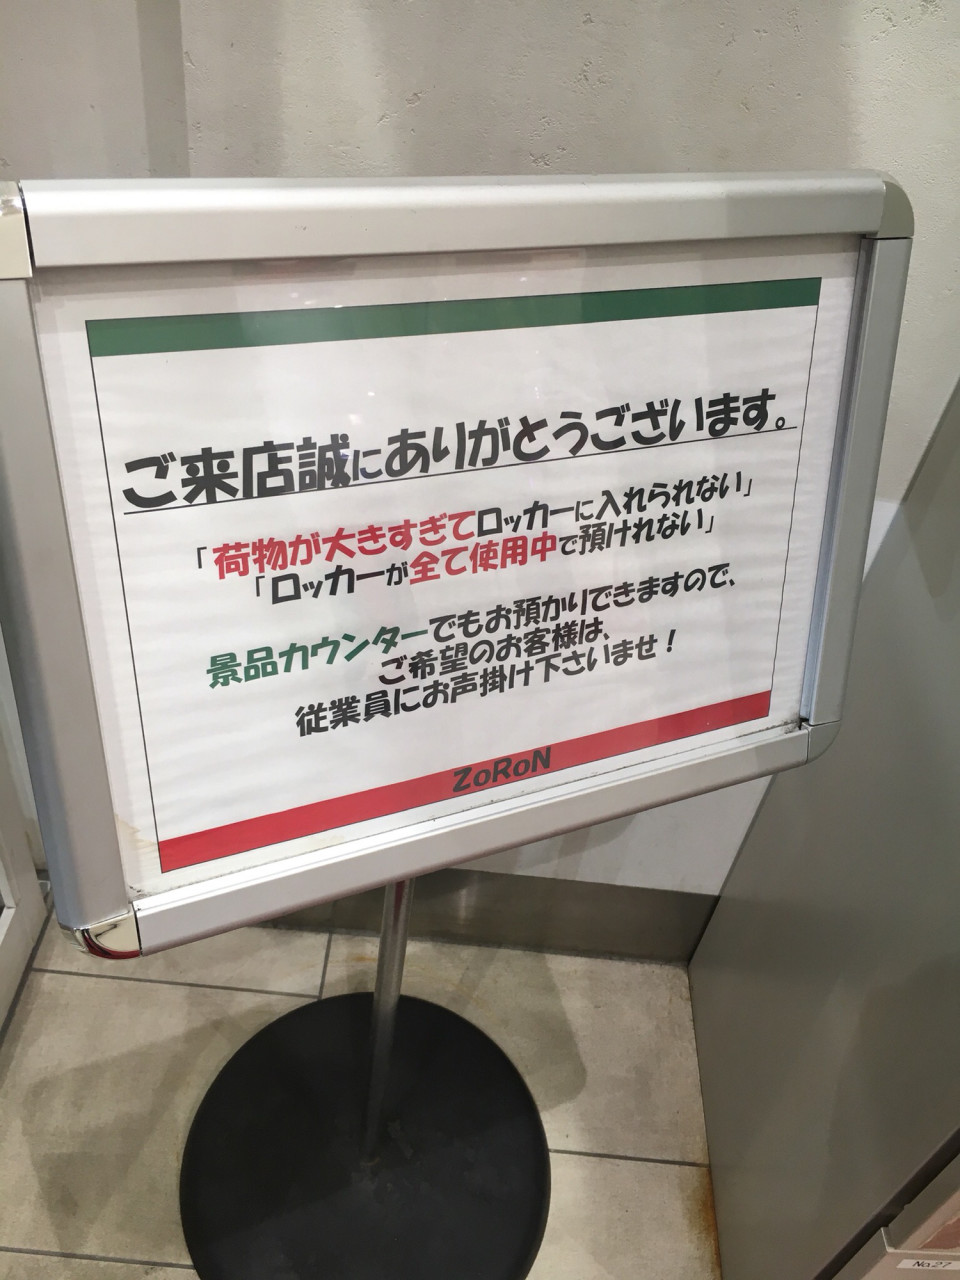 ご来店誠にありがとうございます。
「荷物が大きすぎてロッカーに入れられない」
「ロッカーが全て使用中で預けれない」
景品カウンターでもお預かりできますので、
ご希望のお客様は、
従業員にお声掛け下さいませ！
ZoRoN
No.27